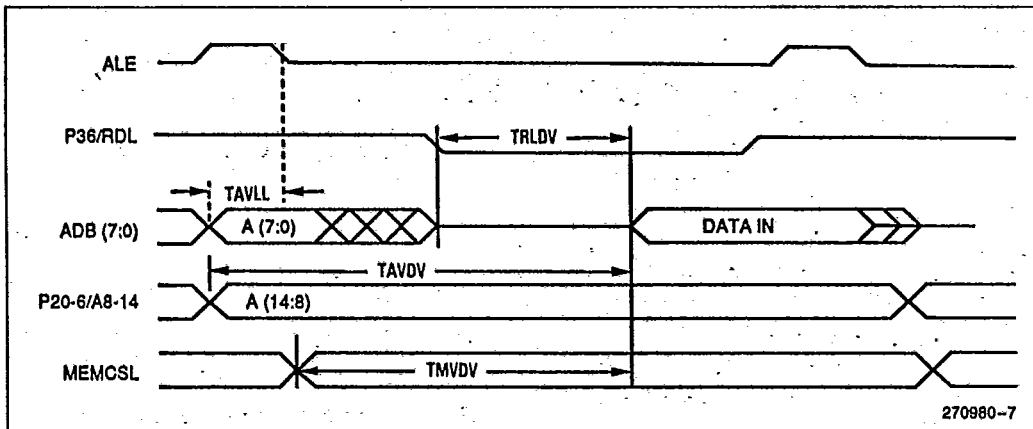 ALE
P36/RDL
TRLDV
TAVLL
ADB (7:0)
A (7:0)
DATA IN
TAVDV
P20-6/A8-14
A (14:8)
MEMCSL
TMVDV
270980-7